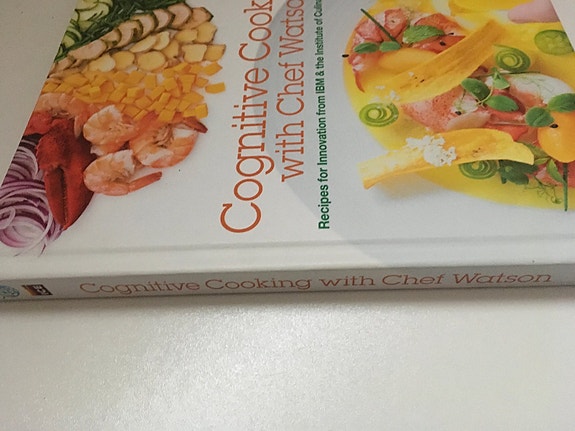 Cognitive Cook
with Chef Watso
Recipes for Innovation from IBM & the Institute of Culin
Cognitive Cooking with Chef Watson